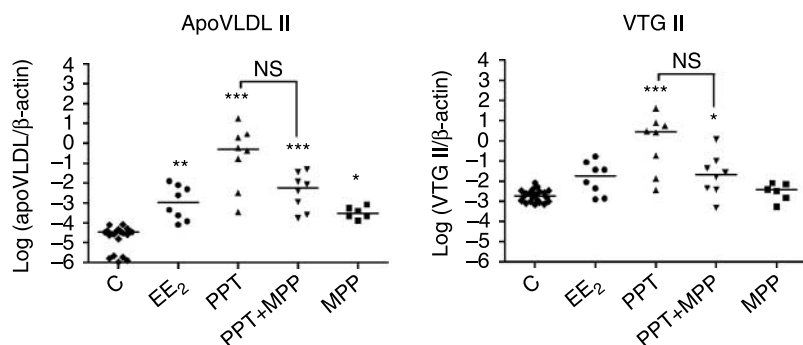 ApoVLDL II
Log (apoVLDL/β-actin)
4
3
2
1
0
−1
−2
−3
−4
−5
−6
**
***
NS
***
*
C
EE₂
PPT
PPT+MPP
MPP
VTG II
Log (VTG II/β-actin)
4
3
2
1
0
−1
−2
−3
−4
−5
−6
***
NS
*
C
EE₂
PPT
PPT+MPP
MPP